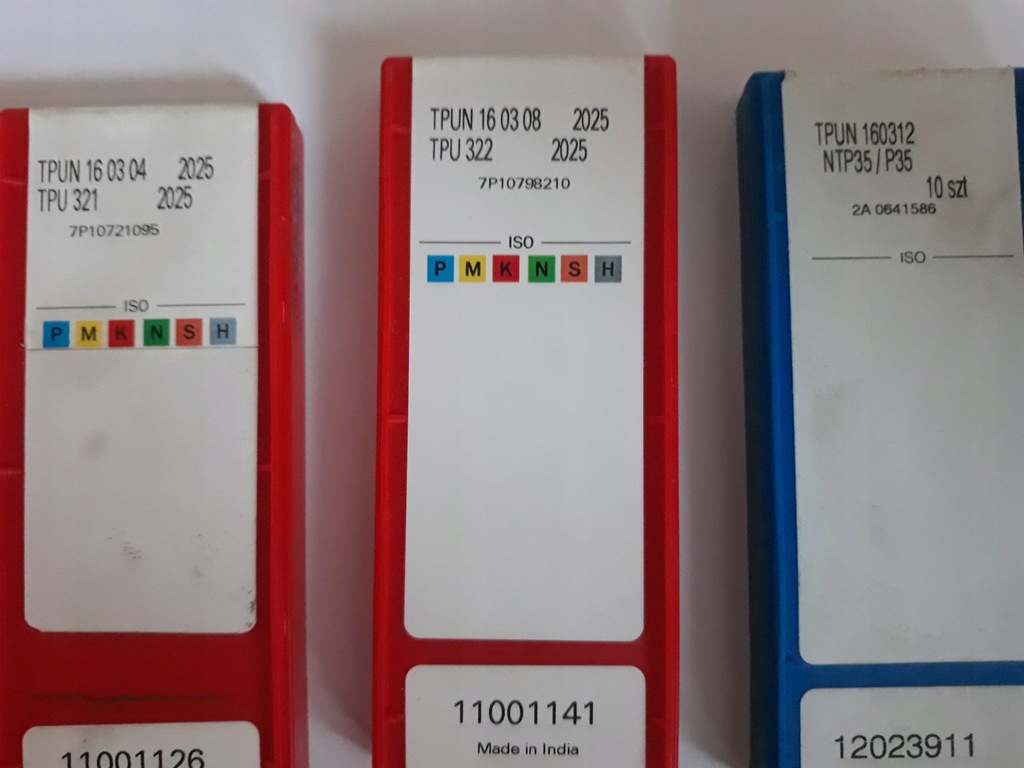 TPUN 16 03 04 2025
TPU 321 2025
7P10721095
ISO
P M K N S H
11001126
TPUN 16 03 08 2025
TPU 322 2025
7P10798210
ISO
P M K N S H
11001141
Made in India
TPUN 160312
NTP35 / P35
10 szt
2A 0641586
ISO
12023911